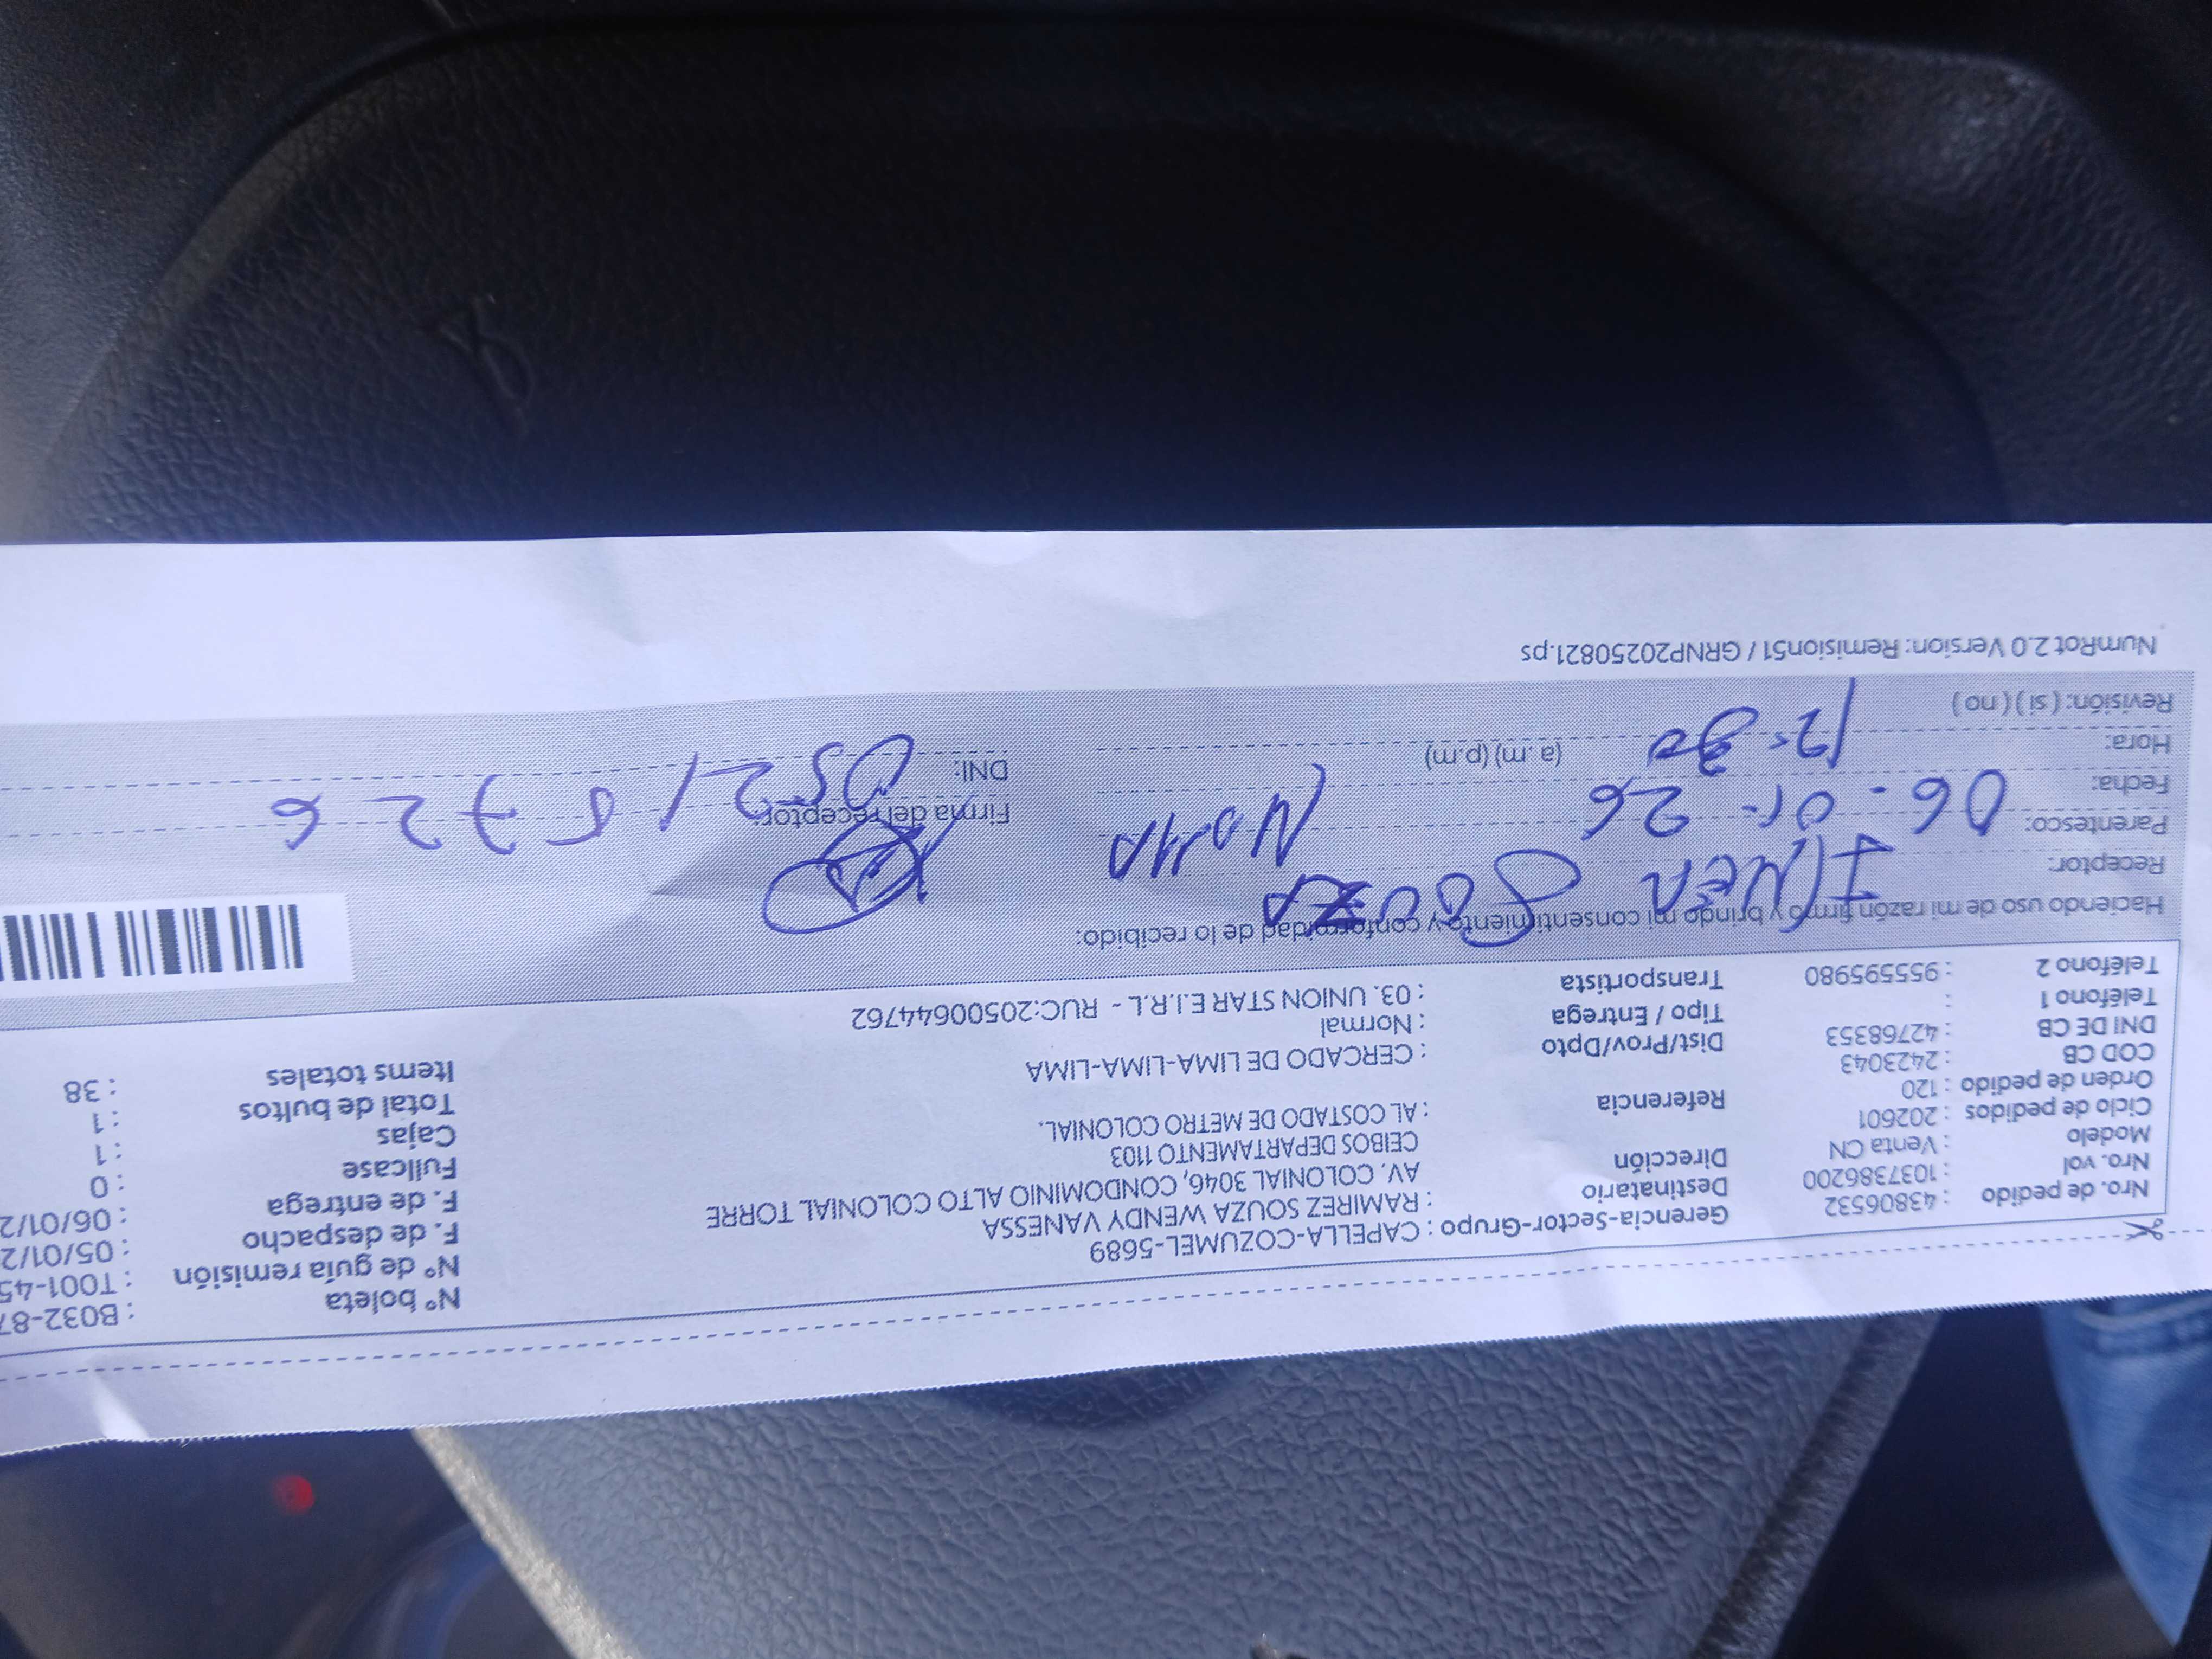 Nº boleta : B032-87
Nº de guía remisión : T001-45
F. de despacho : 05/01/2
F. de entrega : 06/01/2
Fullcase : 0
Cajas : 1
Total de bultos : 1
Items totales : 38
Gerencia-Sector-Grupo : CAPELLA-COZUMEL-5689
Destinatario : RAMIREZ SOUZA WENDY VANESSA
Dirección : AV. COLONIAL 3046, CONDOMINIO ALTO COLONIAL TORRE
CEIBOS DEPARTAMENTO 1103
Referencia : AL COSTADO DE METRO COLONIAL.
Dist/Prov/Dpto : CERCADO DE LIMA-LIMA-LIMA
Tipo / Entrega : Normal
Transportista : 03. UNION STAR E.I.R.L - RUC:20500644762
Nro. de pedido : 43806532
Nro. vol : 1037386200
Modelo : Venta CN
Ciclo de pedidos : 202601
Orden de pedido : 120
COD CB : 2423043
DNI DE CB : 42768353
Teléfono 1 :
Teléfono 2 : 955595980
Haciendo uso de mi razón firmo y brindo mi consentimiento y conformidad de lo recibido:
Receptor:
Parentesco:
Fecha: 06-01-26
Hora: 12:30 (a.m) (p.m)
Revisión: ( si ) ( no )
Firma del receptor:
DNI: 05215726
NumRot 2.0 Version: Remision51 / GRNP20250821.ps